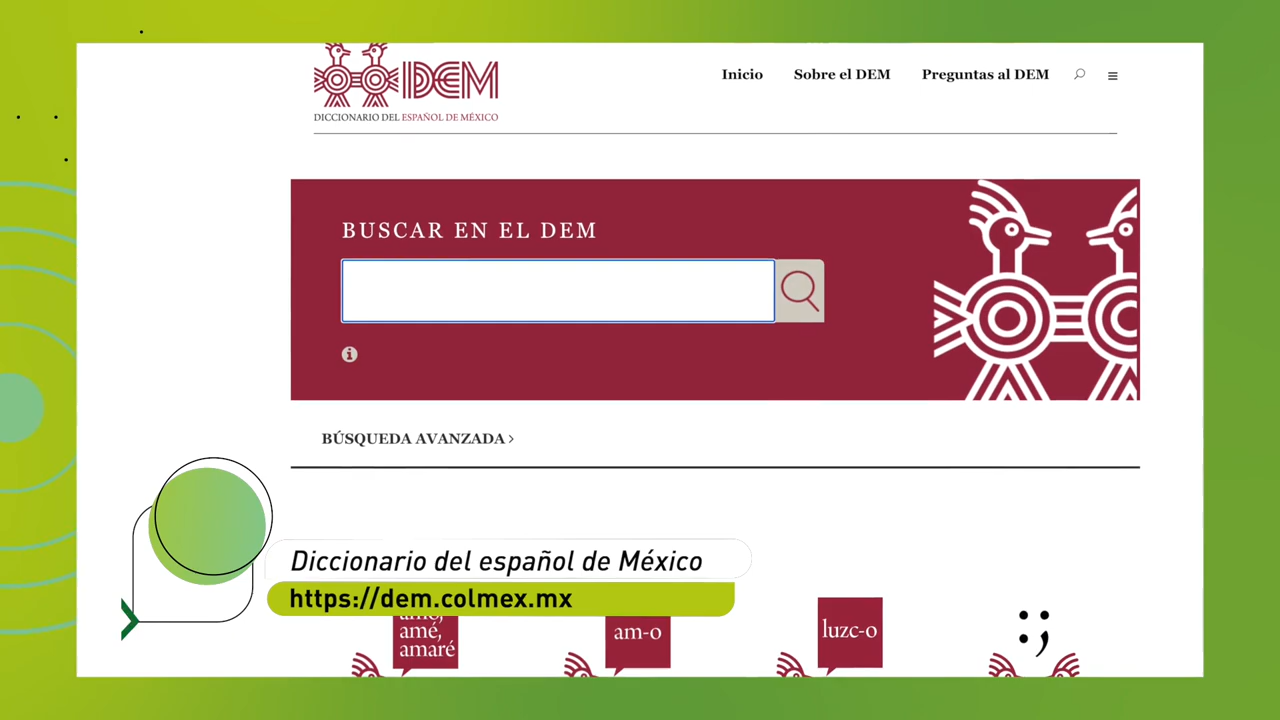 DEM
DICCIONARIO DEL ESPAÑOL DE MÉXICO
Inicio
Sobre el DEM
Preguntas al DEM
BUSCAR EN EL DEM
BÚSQUEDA AVANZADA >
Diccionario del español de México
https://dem.colmex.mx
amo,
amé,
amaré
am-o
luzc-o
:;